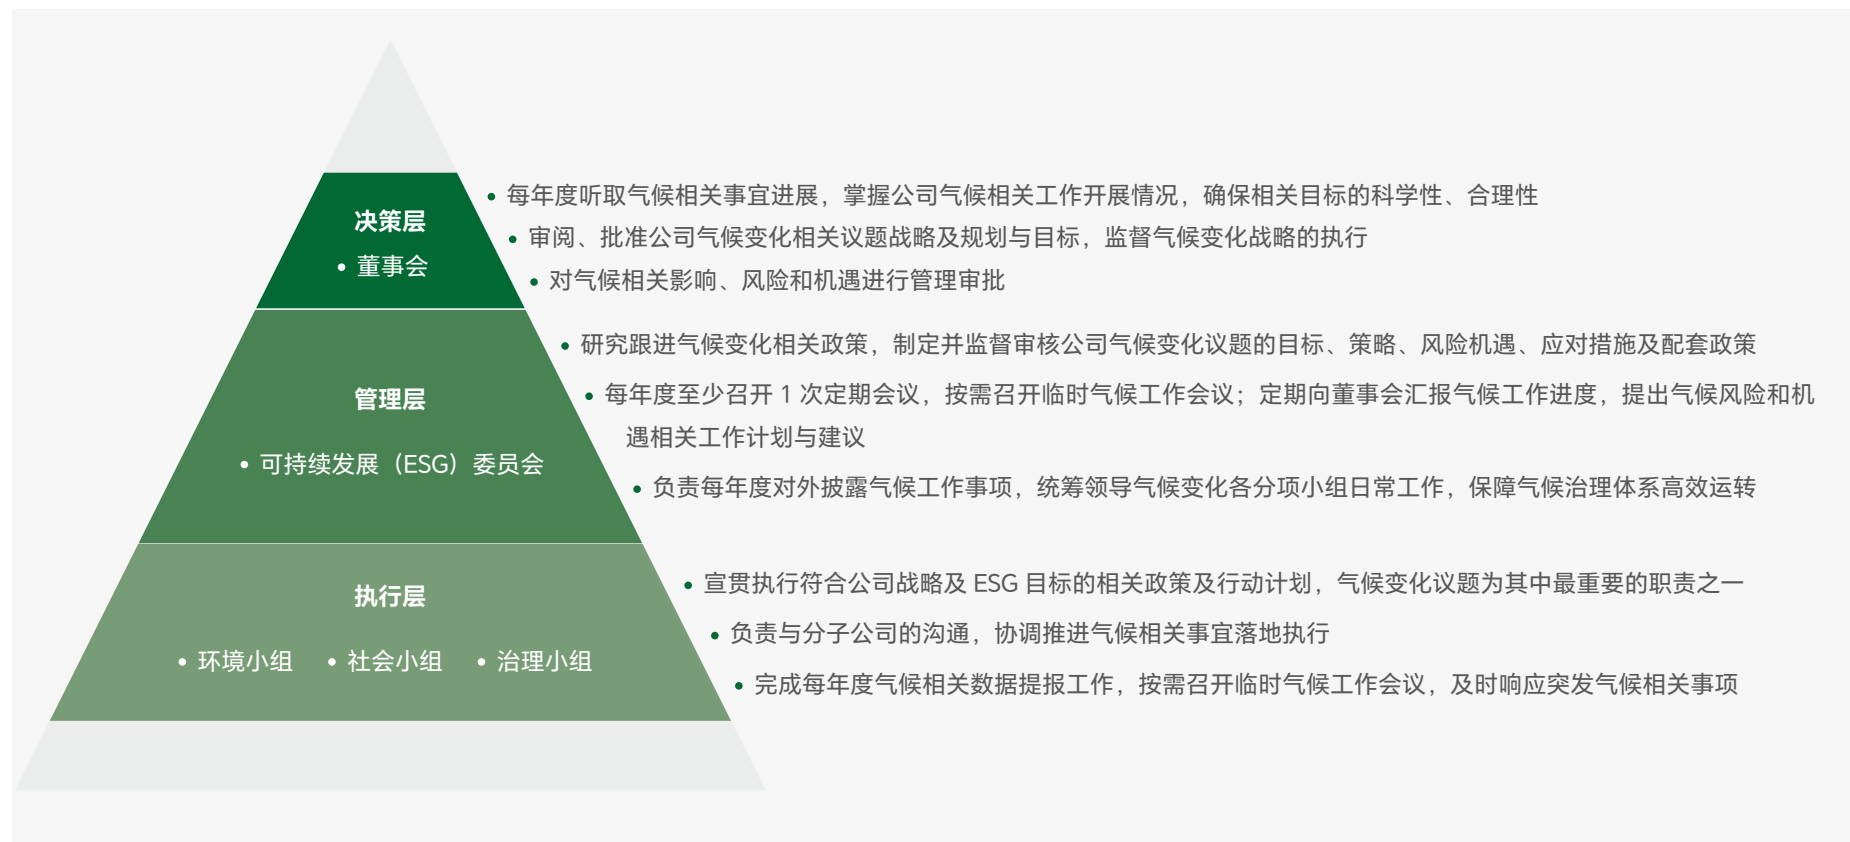 决策层
• 董事会
• 每年度听取气候相关事宜进展，掌握公司气候相关工作开展情况，确保相关目标的科学性、合理性
• 审阅、批准公司气候变化相关议题战略及规划与目标，监督气候变化战略的执行
• 对气候相关影响、风险和机遇进行管理审批
管理层
• 可持续发展（ESG）委员会
• 研究跟进气候变化相关政策，制定并监督审核公司气候变化议题的目标、策略、风险机遇、应对措施及配套政策
• 每年度至少召开 1 次定期会议，按需召开临时气候工作会议；定期向董事会汇报气候工作进度，提出气候风险和机
遇相关工作计划与建议
• 负责每年度对外披露气候工作事项，统筹领导气候变化各分项小组日常工作，保障气候治理体系高效运转
执行层
• 环境小组 • 社会小组 • 治理小组
• 宣贯执行符合公司战略及 ESG 目标的相关政策及行动计划，气候变化议题为其中最重要的职责之一
• 负责与分子公司的沟通，协调推进气候相关事宜落地执行
• 完成每年度气候相关数据提报工作，按需召开临时气候工作会议，及时响应突发气候相关事项